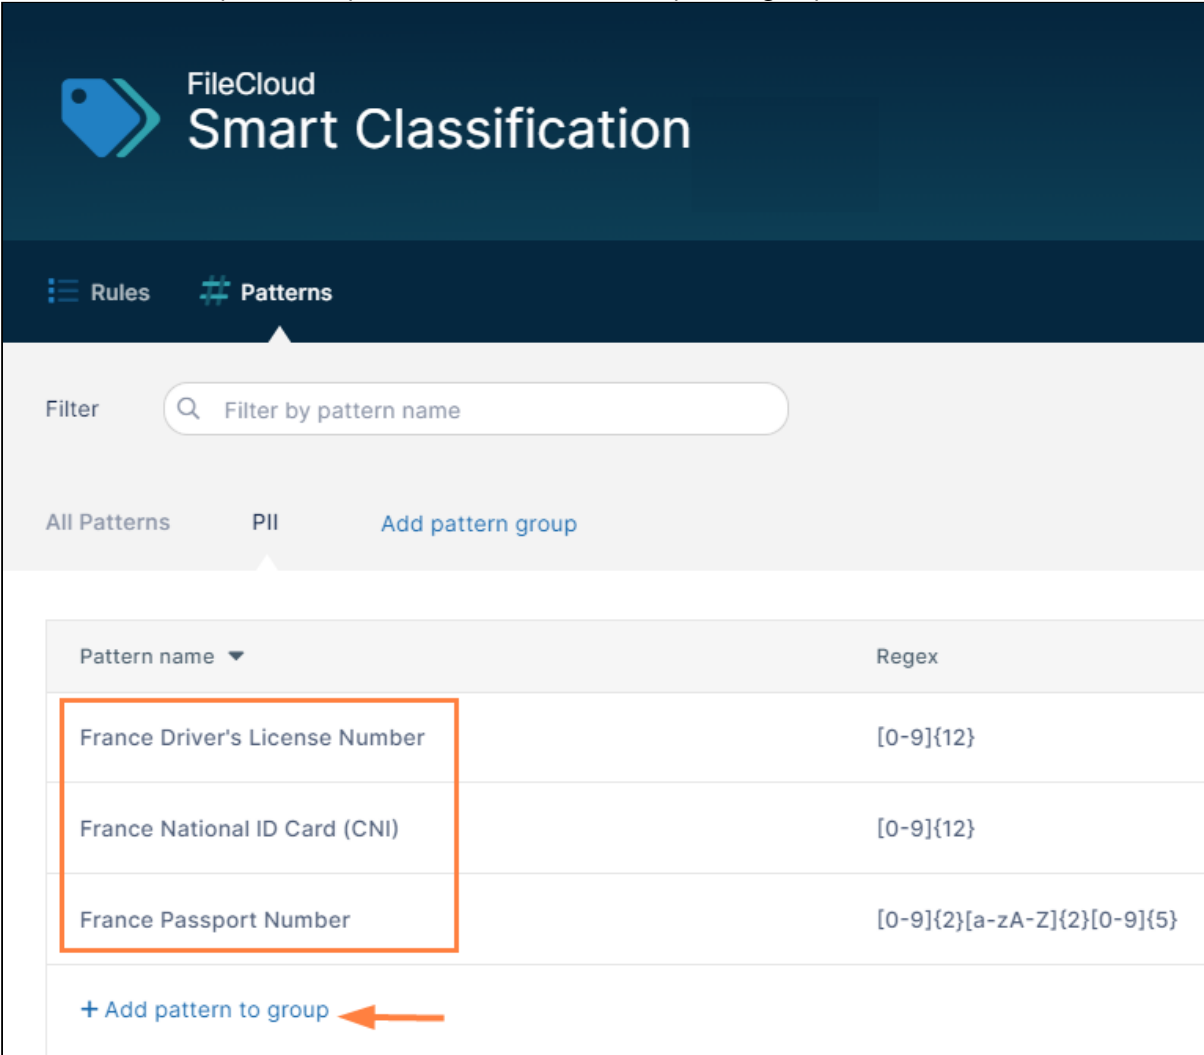 FileCloud
Smart Classification
Rules Patterns
Filter Filter by pattern name
All Patterns PII Add pattern group
Pattern name Regex
France Driver's License Number [0-9]{12}
France National ID Card (CNI) [0-9]{12}
France Passport Number [0-9]{2}[a-zA-Z]{2}[0-9]{5}
+ Add pattern to group